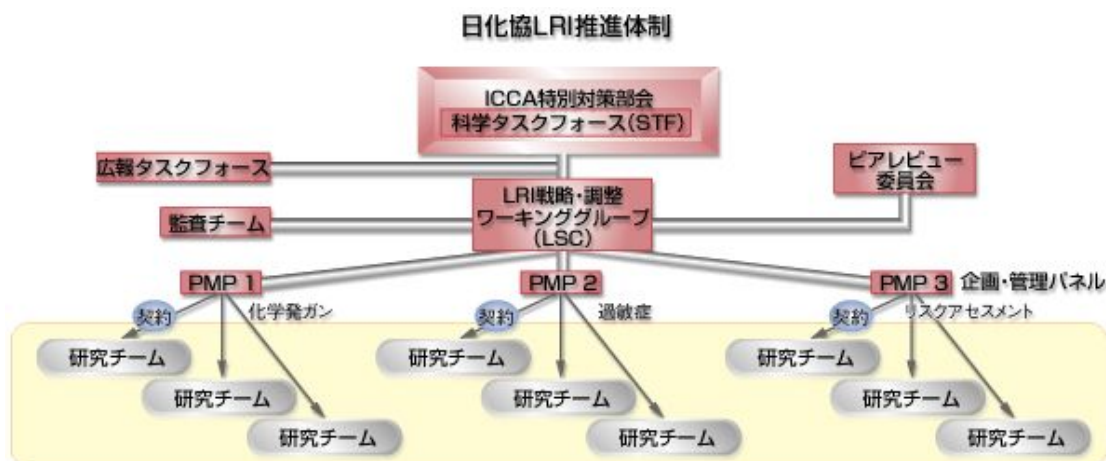 日化協LRI推進体制
ICCA特別対策部会
科学タスクフォース(STF)
広報タスクフォース
ピアレビュー
委員会
監査チーム
LRI戦略・調整
ワーキンググループ
(LSC)
PMP 1
PMP 2
PMP 3
企画・管理パネル
契約
化学発ガン
契約
過敏症
契約
リスクアセスメント
研究チーム
研究チーム
研究チーム
研究チーム
研究チーム
研究チーム
研究チーム
研究チーム
研究チーム